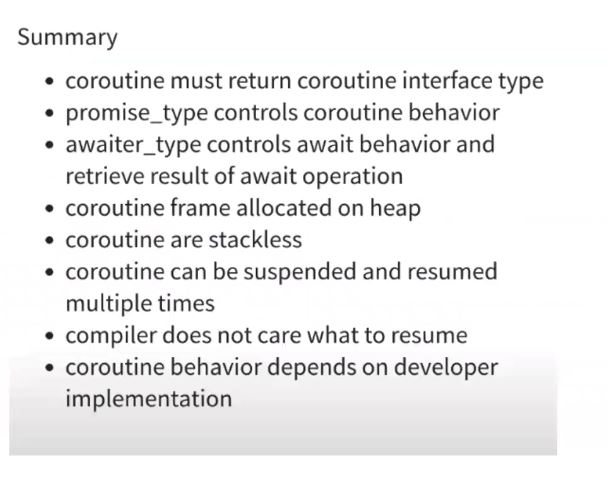 Summary
• coroutine must return coroutine interface type
• promise_type controls coroutine behavior
• awaiter_type controls await behavior and
retrieve result of await operation
• coroutine frame allocated on heap
• coroutine are stackless
• coroutine can be suspended and resumed
multiple times
• compiler does not care what to resume
• coroutine behavior depends on developer
implementation